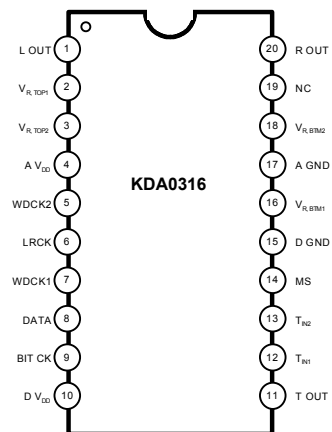 L OUT 1 20 R OUT
V R, TOP1 2 19 NC
V R, TOP2 3 18 V R, BTM2
A V DD 4 17 A GND
KDA0316
WDCK2 5 16 V R, BTM1
LRCK 6 15 D GND
WDCK1 7 14 MS
DATA 8 13 T IN2
BIT CK 9 12 T IN1
D V DD 10 11 T OUT